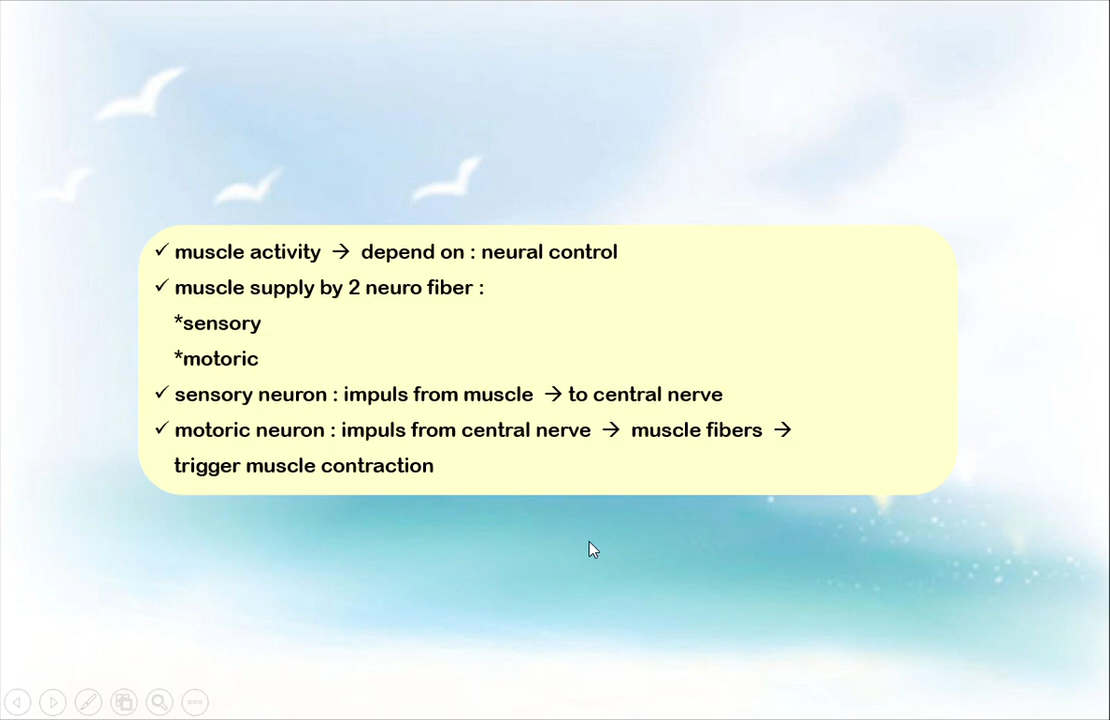 ✓ muscle activity → depend on : neural control
✓ muscle supply by 2 neuro fiber :
*sensory
*motoric
✓ sensory neuron : impuls from muscle → to central nerve
✓ motoric neuron : impuls from central nerve → muscle fibers →
trigger muscle contraction